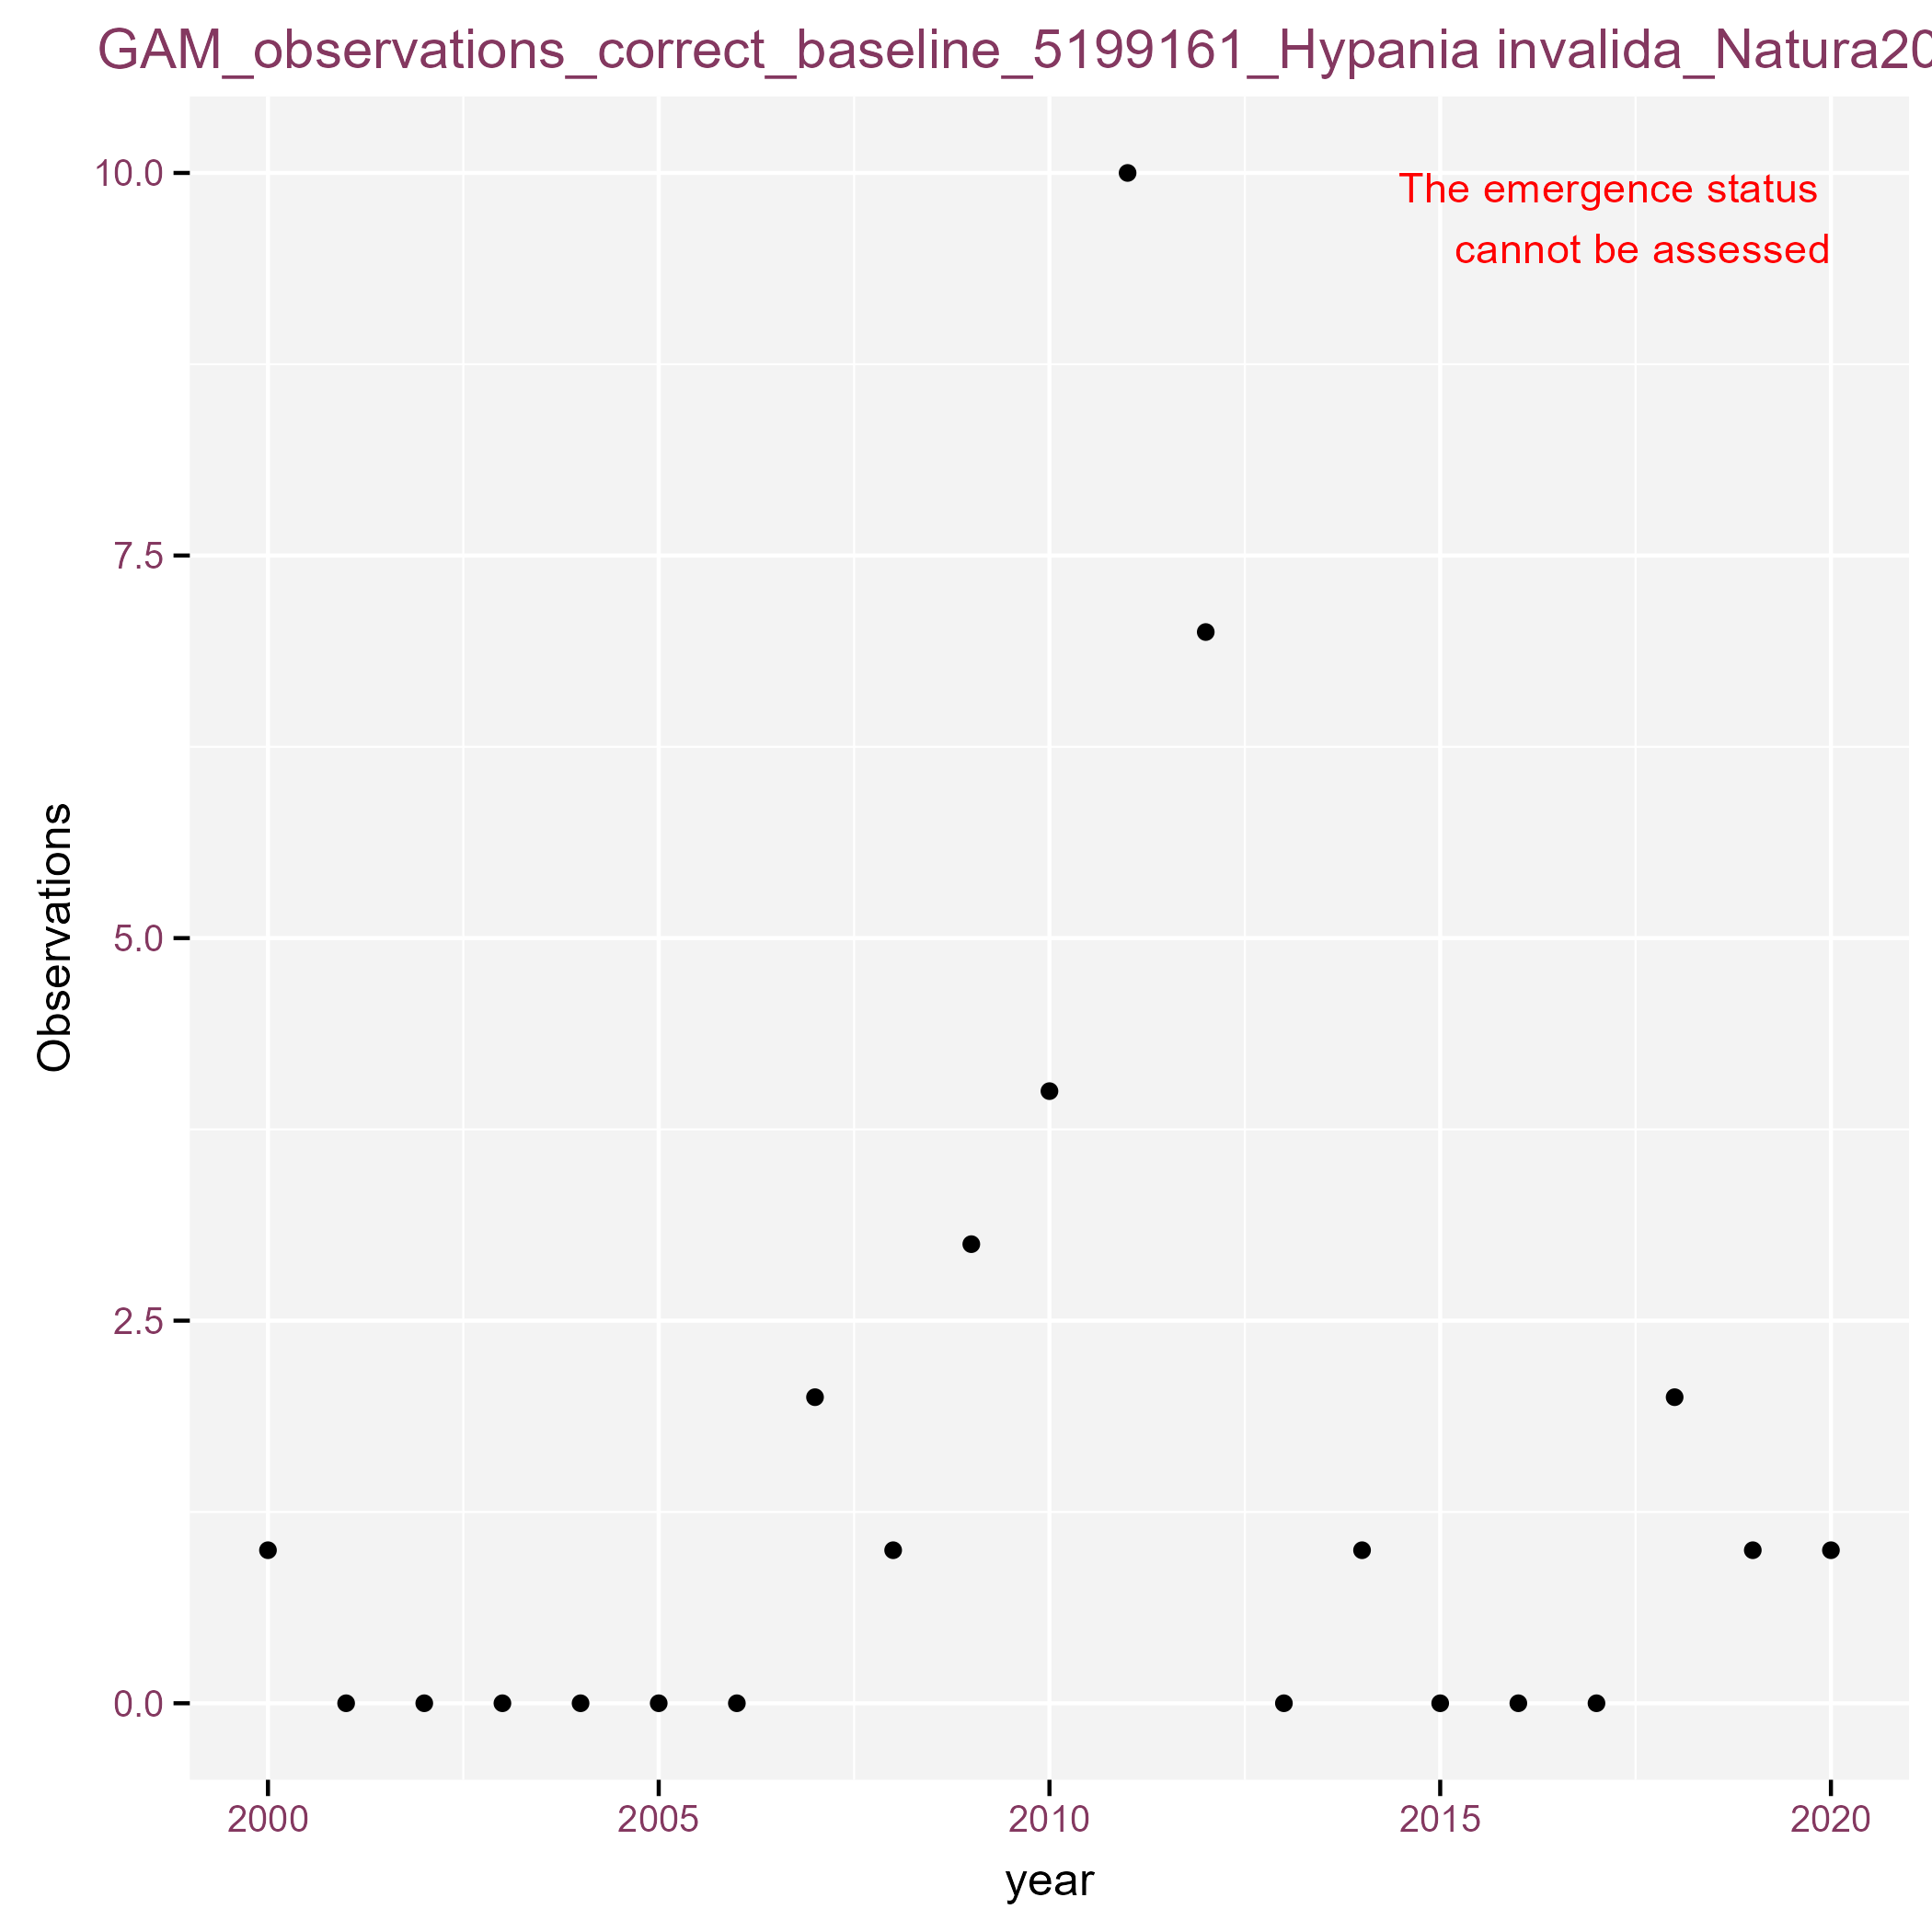 GAM_observations_correct_baseline_5199161_Hypania invalida_Natura20
The emergence status
cannot be assessed
Observations
10.0
7.5
5.0
2.5
0.0
2000 2005 2010 2015 2020
year